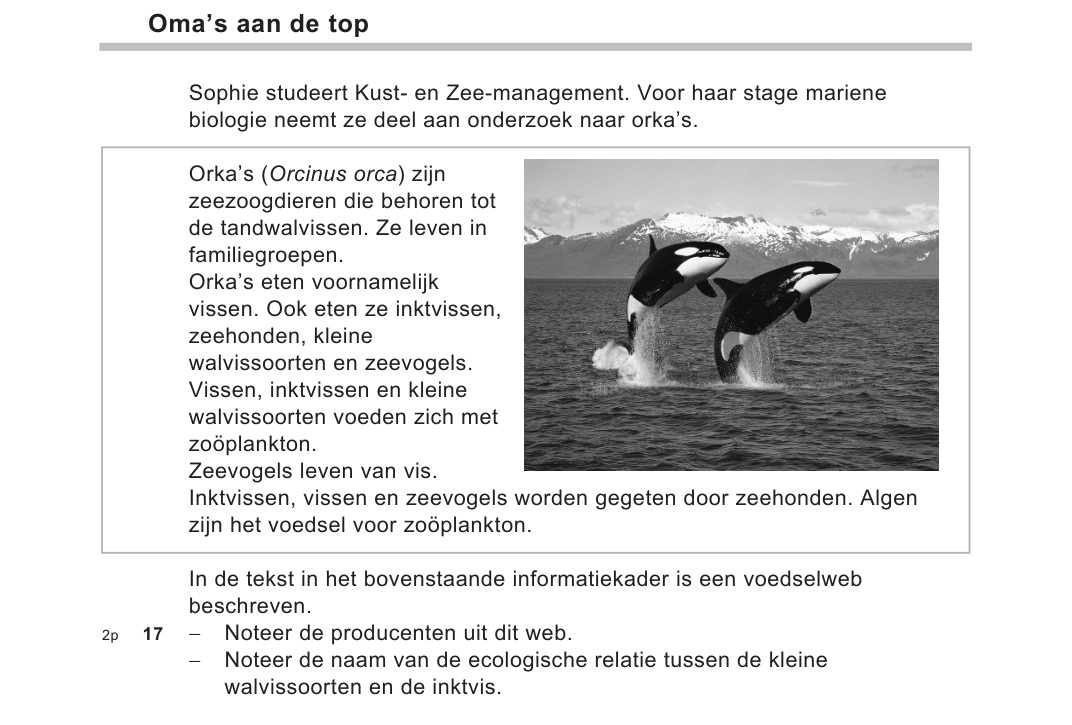 Oma’s aan de top
Sophie studeert Kust- en Zee-management. Voor haar stage mariene
biologie neemt ze deel aan onderzoek naar orka’s.
Orka’s (Orcinus orca) zijn
zeezoogdieren die behoren tot
de tandwalvissen. Ze leven in
familiegroepen.
Orka’s eten voornamelijk
vissen. Ook eten ze inktvissen,
zeehonden, kleine
walvissoorten en zeevogels.
Vissen, inktvissen en kleine
walvissoorten voeden zich met
zoöplankton.
Zeevogels leven van vis.
Inktvissen, vissen en zeevogels worden gegeten door zeehonden. Algen
zijn het voedsel voor zoöplankton.
In de tekst in het bovenstaande informatiekader is een voedselweb
beschreven.
2p 17 – Noteer de producenten uit dit web.
– Noteer de naam van de ecologische relatie tussen de kleine
walvissoorten en de inktvis.